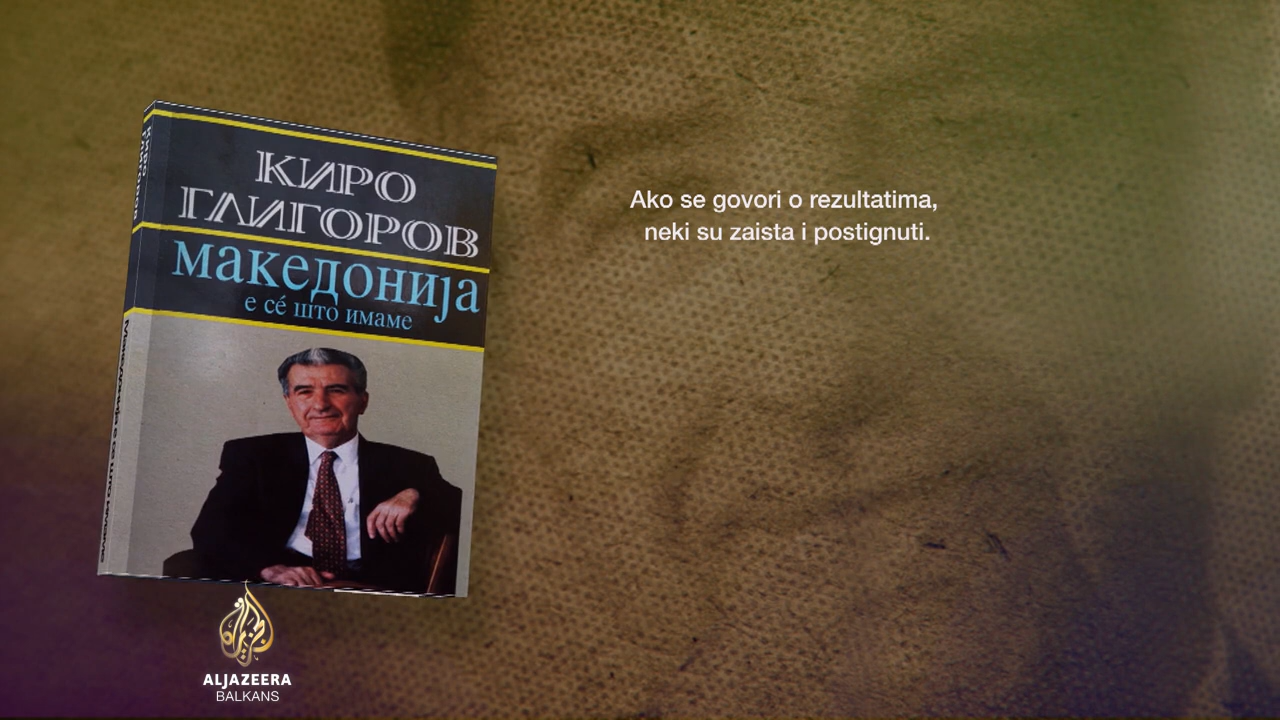 КИРО
ГЛИГОРОВ
македонија
е сé што имаме
Ako se govori o rezultatima,
neki su zaista i postignuti.
ALJAZEERA
BALKANS